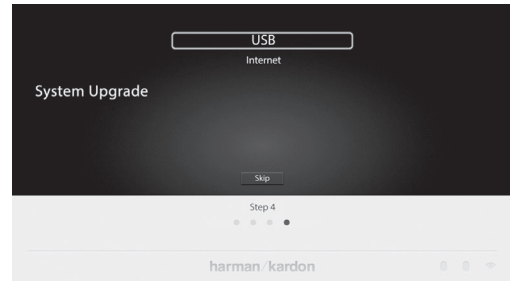 USB
Internet
System Upgrade
Skip
Step 4
harman/kardon